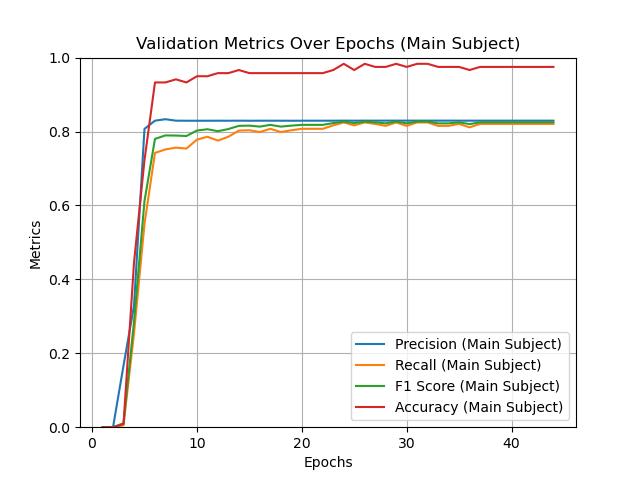 Validation Metrics Over Epochs (Main Subject)
1.0
0.8
0.6
0.4
0.2
0.0
Metrics
0 10 20 30 40
Epochs
Precision (Main Subject)
Recall (Main Subject)
F1 Score (Main Subject)
Accuracy (Main Subject)